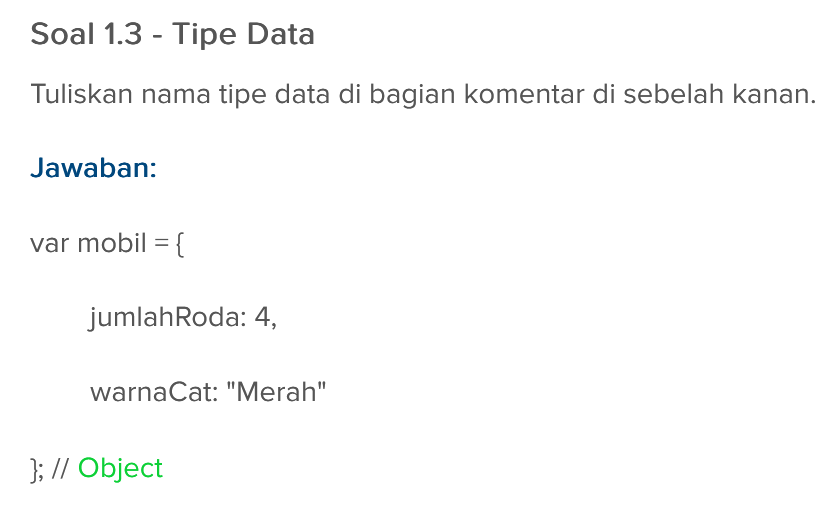 Soal 1.3 - Tipe Data
Tuliskan nama tipe data di bagian komentar di sebelah kanan.
Jawaban:
var mobil = {
jumlahRoda: 4,
warnaCat: "Merah"
}; // Object